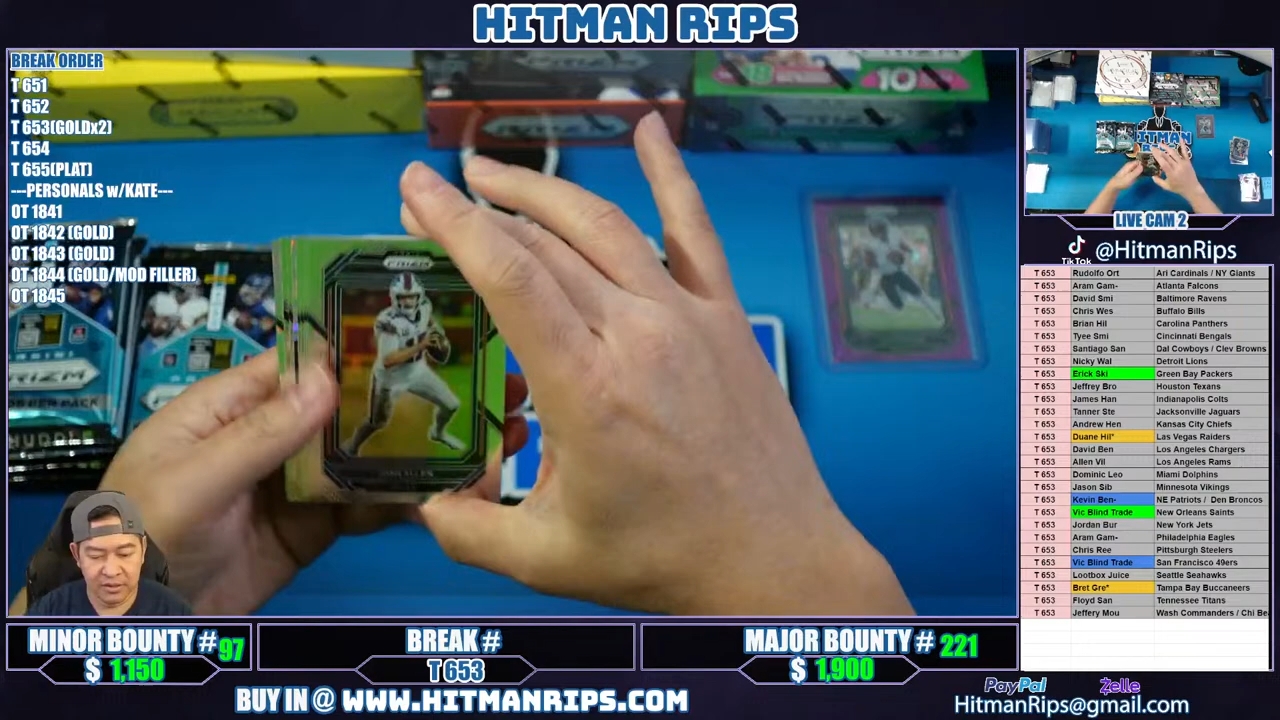 HITMAN RIPS
BREAK ORDER
T 651
T 652
T 653(GOLDx2)
T 654
T 655(PLAT)
---PERSONALS w/KATE---
OT 1841
OT 1842 (GOLD)
OT 1843 (GOLD)
OT 1844 (GOLD/MOD FILLER)
OT 1845
10
PRIZM
HITMAN
LIVE CAM 2
TikTok @HitmanRips
T 653 Rudolfo Ort Ari Cardinals / NY Giants
T 653 Aram Gam- Atlanta Falcons
T 653 David Smi Baltimore Ravens
T 653 Chris Wes Buffalo Bills
T 653 Brian Hil Carolina Panthers
T 653 Tyee Smi Cincinnati Bengals
T 653 Santiago San Dal Cowboys / Clev Browns
T 653 Nicky Wal Detroit Lions
T 653 Erick Ski Green Bay Packers
T 653 Jeffrey Bro Houston Texans
T 653 James Han Indianapolis Colts
T 653 Tanner Ste Jacksonville Jaguars
T 653 Andrew Hen Kansas City Chiefs
T 653 Duane Hil* Las Vegas Raiders
T 653 David Ben Los Angeles Chargers
T 653 Allen Vil Los Angeles Rams
T 653 Dominic Leo Miami Dolphins
T 653 Jason Sib Minnesota Vikings
T 653 Kevin Ben- NE Patriots / Den Broncos
T 653 Vic Blind Trade New Orleans Saints
T 653 Jordan Bur New York Jets
T 653 Aram Gam- Philadelphia Eagles
T 653 Chris Ree Pittsburgh Steelers
T 653 Vic Blind Trade San Francisco 49ers
T 653 Lootbox Juice Seattle Seahawks
T 653 Bret Gre* Tampa Bay Buccaneers
T 653 Floyd San Tennessee Titans
T 653 Jeffery Mou Wash Commanders / Chi Be
MINOR BOUNTY # 97
$ 1,150
BREAK #
T 653
MAJOR BOUNTY # 221
$ 1,900
BUY IN @ WWW.HITMANRIPS.COM
PayPal Zelle
HitmanRips@gmail.com